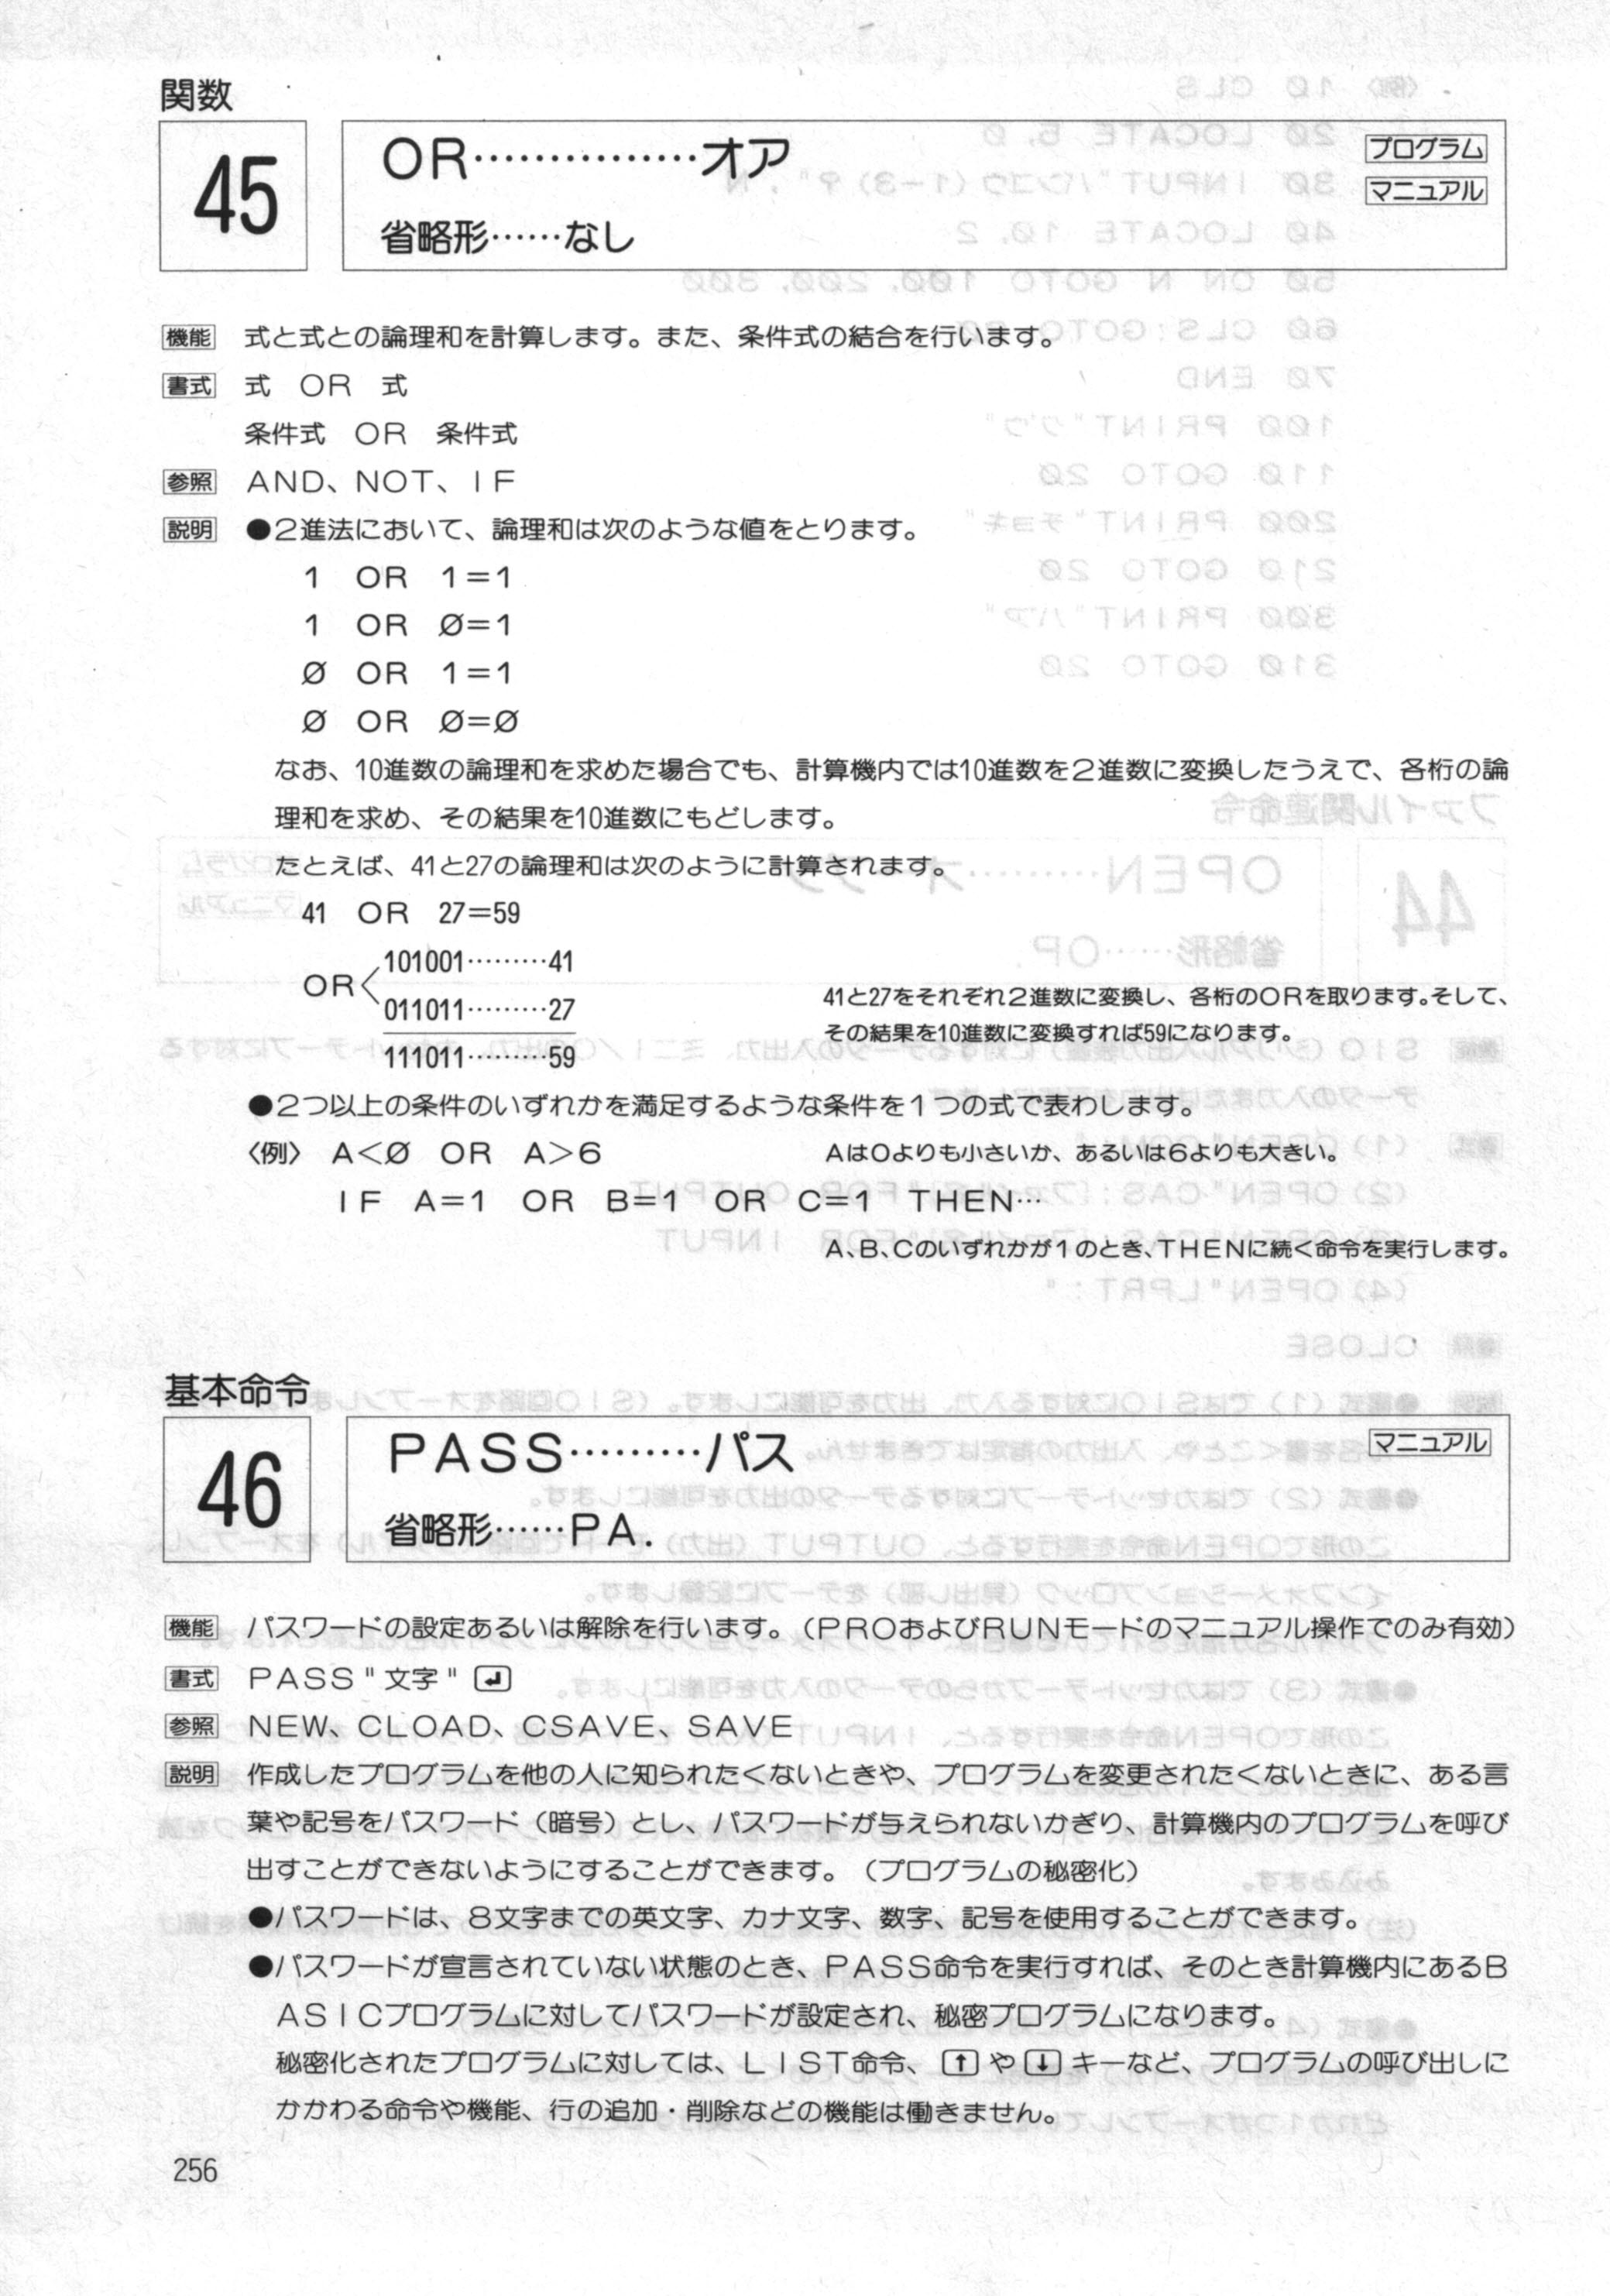 関数
45
OR……………オア
プログラム
マニュアル
省略形……なし
機能 式と式との論理和を計算します。また、条件式の結合を行います。
書式 式 OR 式
条件式 OR 条件式
参照 AND、NOT、IF
説明 ●2進法において、論理和は次のような値をとります。
1 OR 1=1
1 OR Ø=1
Ø OR 1=1
Ø OR Ø=Ø
なお、10進数の論理和を求めた場合でも、計算機内では10進数を2進数に変換したうえで、各桁の論
理和を求め、その結果を10進数にもどします。
たとえば、41と27の論理和は次のように計算されます。
41 OR 27=59
101001………41
OR<
011011………27
111011………59
41と27をそれぞれ2進数に変換し、各桁のORを取ります。そして、
その結果を10進数に変換すれば59になります。
●2つ以上の条件のいずれかを満足するような条件を1つの式で表わします。
〈例〉 A<Ø OR A>6 AはOよりも小さいか、あるいは6よりも大きい。
IF A=1 OR B=1 OR C=1 THEN…
A、B、Cのいずれかが1のとき、THENに続く命令を実行します。
基本命令
46
PASS………パス
マニュアル
省略形……PA.
機能 パスワードの設定あるいは解除を行います。(PROおよびRUNモードのマニュアル操作でのみ有効)
書式 PASS"文字" ↵
参照 NEW、CLOAD、CSAVE、SAVE
説明 作成したプログラムを他の人に知られたくないときや、プログラムを変更されたくないときに、ある言
葉や記号をパスワード(暗号)とし、パスワードが与えられないかぎり、計算機内のプログラムを呼び
出すことができないようにすることができます。(プログラムの秘密化)
●パスワードは、8文字までの英文字、カナ文字、数字、記号を使用することができます。
●パスワードが宣言されていない状態のとき、PASS命令を実行すれば、そのとき計算機内にあるB
ASICプログラムに対してパスワードが設定され、秘密プログラムになります。
秘密化されたプログラムに対しては、LIST命令、↑や↓キーなど、プログラムの呼び出しに
かかわる命令や機能、行の追加・削除などの機能は働きません。
256